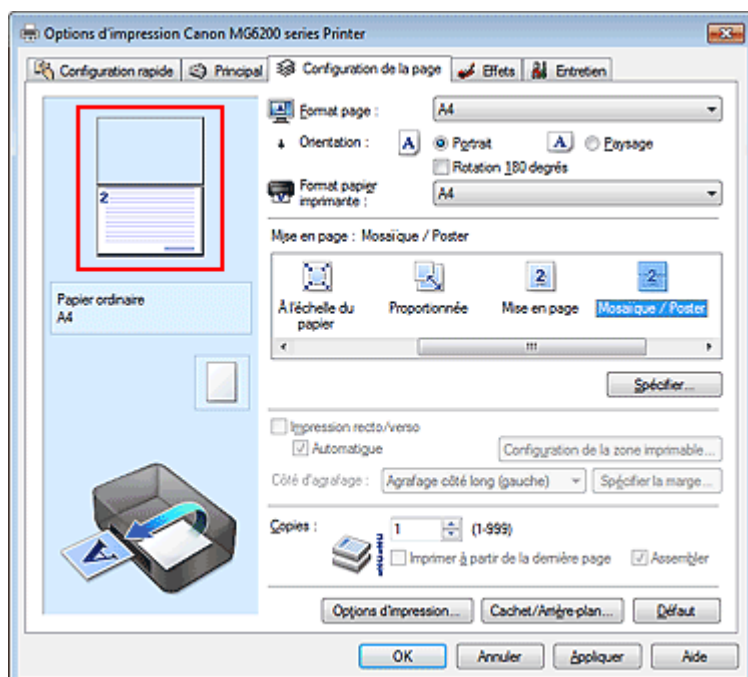 Options d'impression Canon MG6200 series Printer
Configuration rapide Principal Configuration de la page Effets Entretien
Format page : A4
Orientation : A Portrait A Paysage
Rotation 180 degrés
Format papier imprimante : A4
2
Mise en page : Mosaïque / Poster
2 2
À l'échelle du papier Proportionnée Mise en page Mosaïque / Poster
Papier ordinaire
A4
Spécifier...
Impression recto/verso
Automatique Configuration de la zone imprimable...
Côté d'agrafage : Agrafage côté long (gauche) Spécifier la marge...
Copies : 1 (1-999)
Imprimer à partir de la dernière page Assembler
A
Options d'impression... Cachet/Arrière-plan... Défaut
OK Annuler Appliquer Aide